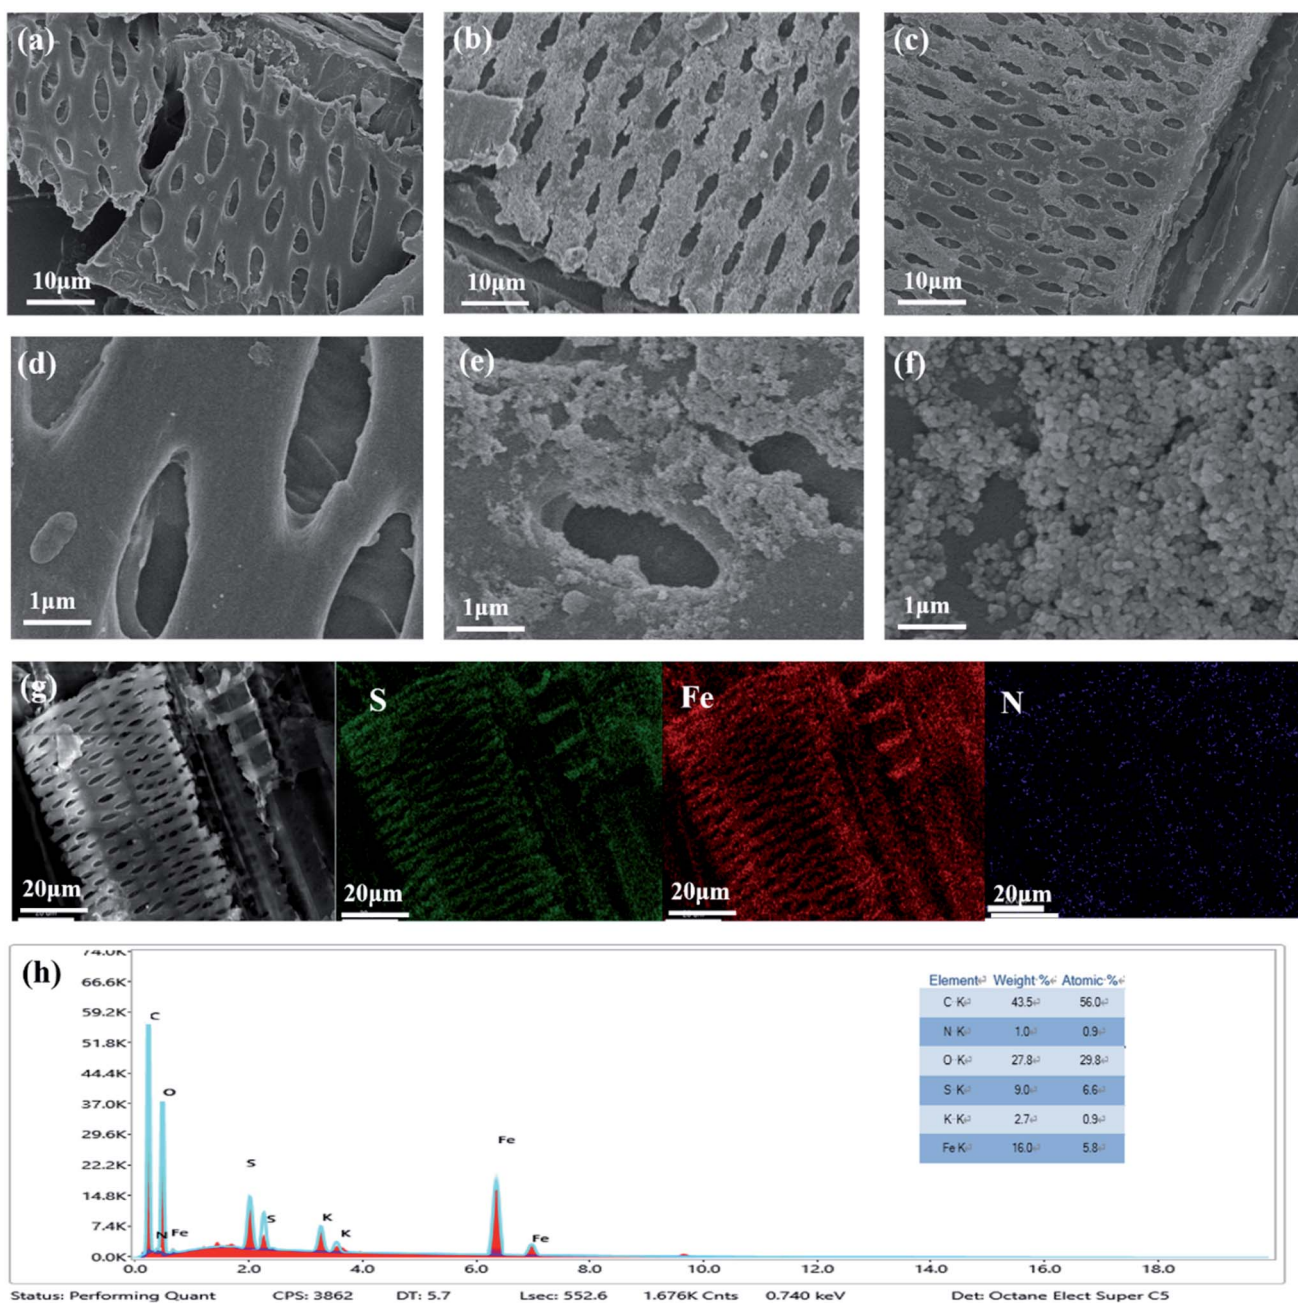 (a)
(b)
(c)
10μm
10μm
10μm
(d)
(e)
(f)
1μm
1μm
1μm
(g)
S
Fe
N
20μm
20μm
20μm
20μm
(h)
74.0K
66.6K
59.2K
51.8K
44.4K
37.0K
29.6K
22.2K
14.8K
7.4K
0.0K
C
O
N
Fe
S
S
K
K
Fe
Fe
Element Weight % Atomic %
C K 43.5 56.0
N K 1.0 0.9
O K 27.8 29.8
S K 9.0 6.6
K K 2.7 0.9
Fe K 16.0 5.8
0.0 2.0 4.0 6.0 8.0 10.0 12.0 14.0 16.0 18.0
Status: Performing Quant CPS: 3862 DT: 5.7 Lsec: 552.6 1.676K Cnts 0.740 keV Det: Octane Elect Super C5